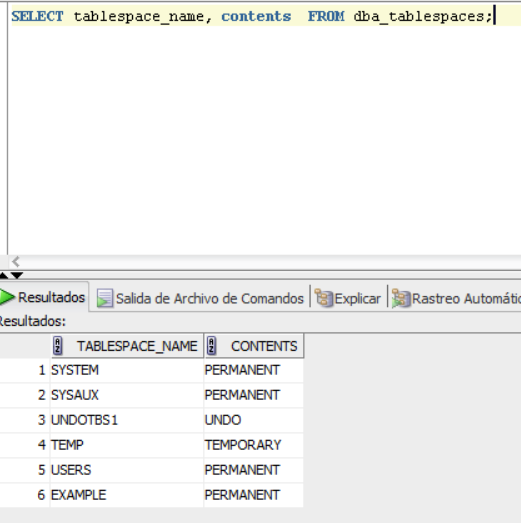 SELECT tablespace_name, contents FROM dba_tablespaces;
Resultados Salida de Archivo de Comandos Explicar Rastreo Automátic
Resultados:
TABLESPACE_NAME CONTENTS
1 SYSTEM PERMANENT
2 SYSAUX PERMANENT
3 UNDOTBS1 UNDO
4 TEMP TEMPORARY
5 USERS PERMANENT
6 EXAMPLE PERMANENT